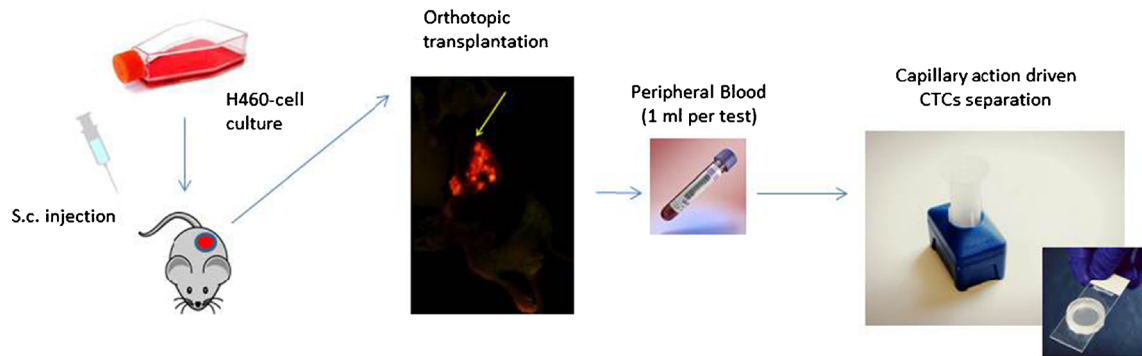 H460-cell
culture
S.c. injection
Orthotopic
transplantation
Peripheral Blood
(1 ml per test)
Capillary action driven
CTCs separation